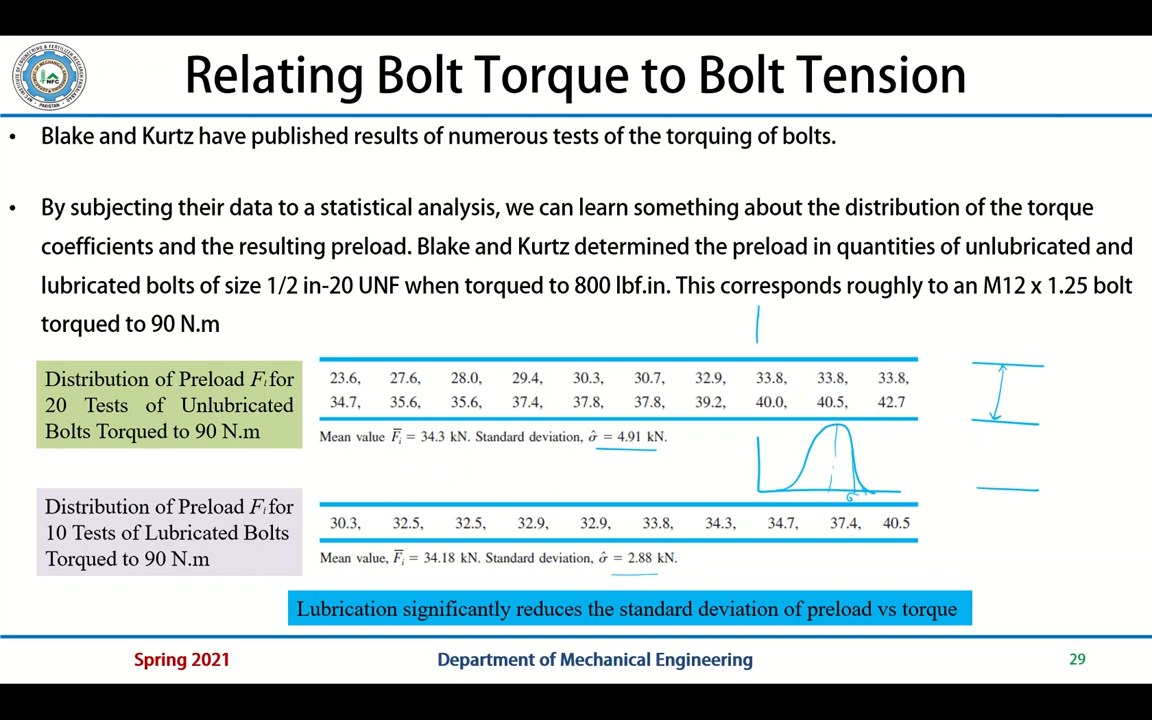 Relating Bolt Torque to Bolt Tension
• Blake and Kurtz have published results of numerous tests of the torquing of bolts.
• By subjecting their data to a statistical analysis, we can learn something about the distribution of the torque
coefficients and the resulting preload. Blake and Kurtz determined the preload in quantities of unlubricated and
lubricated bolts of size 1/2 in-20 UNF when torqued to 800 lbf.in. This corresponds roughly to an M12 x 1.25 bolt
torqued to 90 N.m
Distribution of Preload Fi for
20 Tests of Unlubricated
Bolts Torqued to 90 N.m
23.6, 27.6, 28.0, 29.4, 30.3, 30.7, 32.9, 33.8, 33.8, 33.8,
34.7, 35.6, 35.6, 37.4, 37.8, 37.8, 39.2, 40.0, 40.5, 42.7
Mean value F̄i = 34.3 kN. Standard deviation, σ̂ = 4.91 kN.
Distribution of Preload Fi for
10 Tests of Lubricated Bolts
Torqued to 90 N.m
30.3, 32.5, 32.5, 32.9, 32.9, 33.8, 34.3, 34.7, 37.4, 40.5
Mean value, F̄i = 34.18 kN. Standard deviation, σ̂ = 2.88 kN.
Lubrication significantly reduces the standard deviation of preload vs torque
Spring 2021
Department of Mechanical Engineering
29
NFC